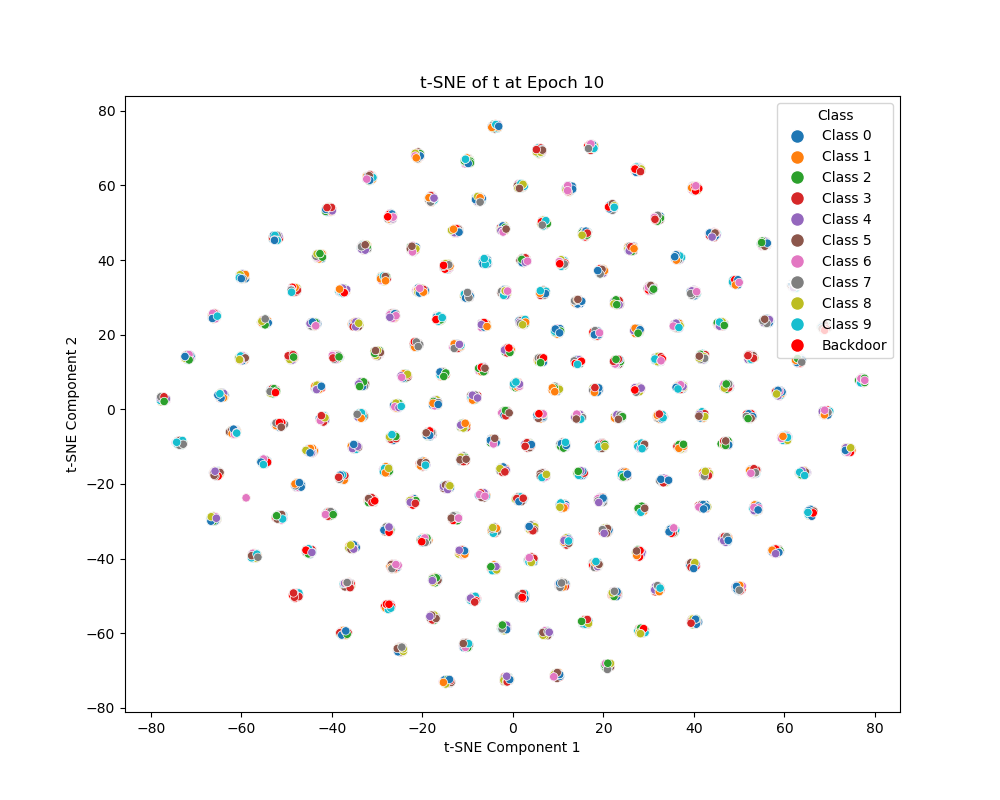 t-SNE of t at Epoch 10
t-SNE Component 2
80
60
40
20
0
−20
−40
−60
−80
−80
−60
−40
−20
0
20
40
60
80
t-SNE Component 1
Class
Class 0
Class 1
Class 2
Class 3
Class 4
Class 5
Class 6
Class 7
Class 8
Class 9
Backdoor